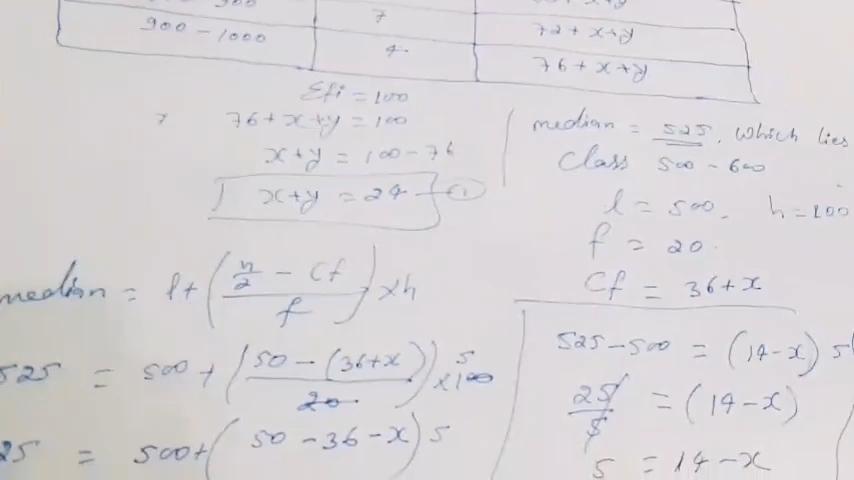 900 - 1000
7
4
72 + x + y
76 + x + y
Σfi = 100
76 + x + y = 100
x + y = 100 - 76
x + y = 24 — ①
median = 525, which lies
Class 500 - 600
l = 500, h = 100
f = 20
Cf = 36 + x
median = l + ( n/2 - Cf / f ) × h
525 = 500 + ( 50 - (36 + x) / 20 ) × 100 5
25 = 500 + ( 50 - 36 - x ) 5
525 - 500 = (14 - x) 5
25/5 = (14 - x)
5 = 14 - x